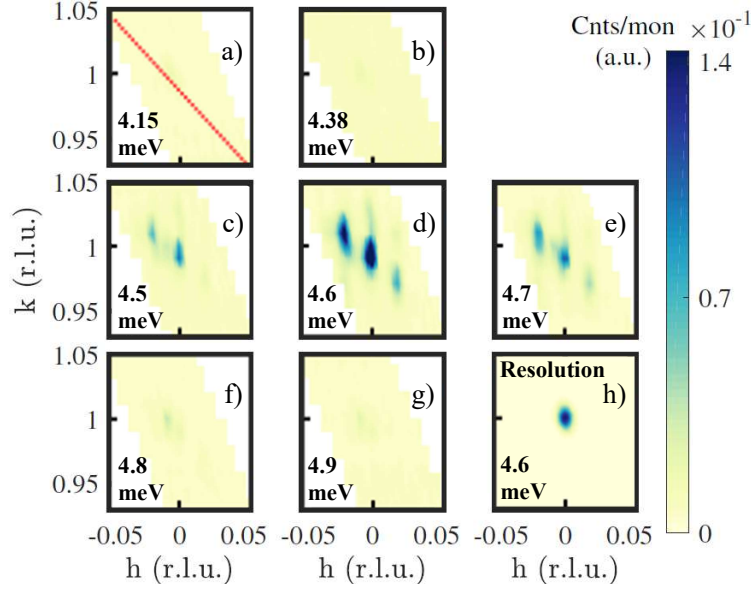 1.05
1
0.95
a)
4.15
meV
b)
4.38
meV
Cnts/mon
(a.u.)
×10⁻¹
1.4
0.7
0
k (r.l.u.)
1.05
1
0.95
c)
4.5
meV
d)
4.6
meV
e)
4.7
meV
1.05
1
0.95
f)
4.8
meV
g)
4.9
meV
Resolution
h)
4.6
meV
-0.05 0 0.05
-0.05 0 0.05
-0.05 0 0.05
h (r.l.u.)
h (r.l.u.)
h (r.l.u.)